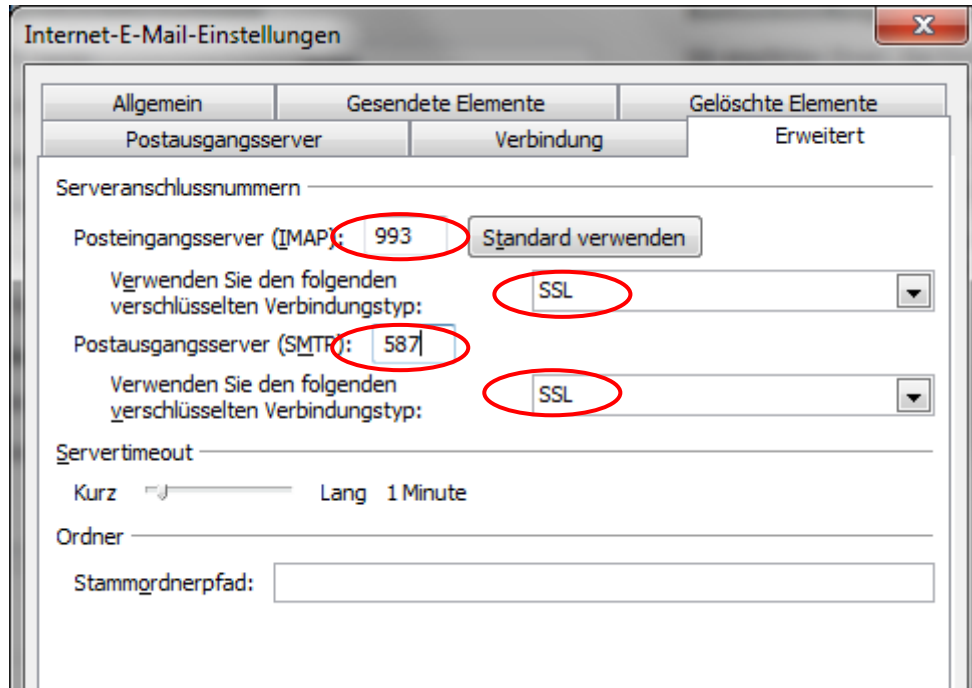 Internet-E-Mail-Einstellungen
Allgemein Gesendete Elemente Gelöschte Elemente
Postausgangsserver Verbindung Erweitert
Serveranschlussnummern
Posteingangsserver (IMAP): 993 Standard verwenden
Verwenden Sie den folgenden
verschlüsselten Verbindungstyp: SSL
Postausgangsserver (SMTP): 587
Verwenden Sie den folgenden
verschlüsselten Verbindungstyp: SSL
Servertimeout
Kurz Lang 1 Minute
Ordner
Stammordnerpfad: